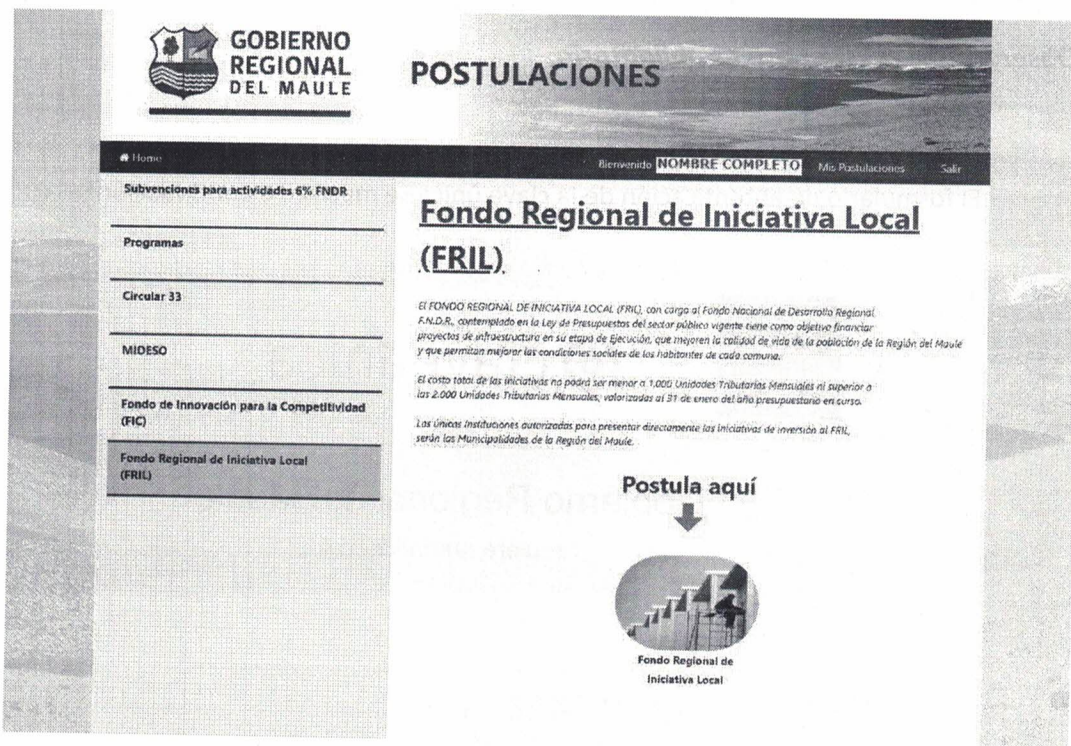 GOBIERNO
REGIONAL
DEL MAULE
POSTULACIONES
Home
Bienvenido NOMBRE COMPLETO Mis Postulaciones Salir
Subvenciones para actividades 6% FNDR
Programas
Circular 33
MIDESO
Fondo de Innovación para la Competitividad
(FIC)
Fondo Regional de Iniciativa Local
(FRIL)
Fondo Regional de Iniciativa Local
(FRIL)
El FONDO REGIONAL DE INICIATIVA LOCAL (FRIL), con cargo al Fondo Nacional de Desarrollo Regional
F.N.D.R., contemplado en la Ley de Presupuestos del sector público vigente tiene como objetivo financiar
proyectos de infraestructura en su etapa de Ejecución, que mejoren la calidad de vida de la población de la Región del Maule
y que permitan mejorar las condiciones sociales de los habitantes de cada comuna.
El costo total de las iniciativas no podrá ser menor a 1.000 Unidades Tributarias Mensuales ni superior a
las 2.000 Unidades Tributarias Mensuales, valorizadas al 31 de enero del año presupuestario en curso.
Las únicas Instituciones autorizadas para presentar directamente las iniciativas de inversión al FRIL,
serán las Municipalidades de la Región del Maule.
Postula aquí
Fondo Regional de
Iniciativa Local